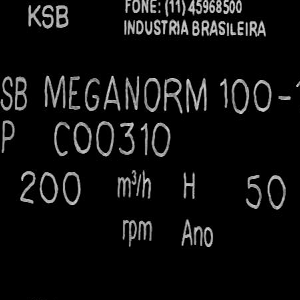 KSB
FONE: (11) 45968500
INDUSTRIA BRASILEIRA
SB MEGANORM 100-
P C00310
200 m³/h H 50
rpm Ano